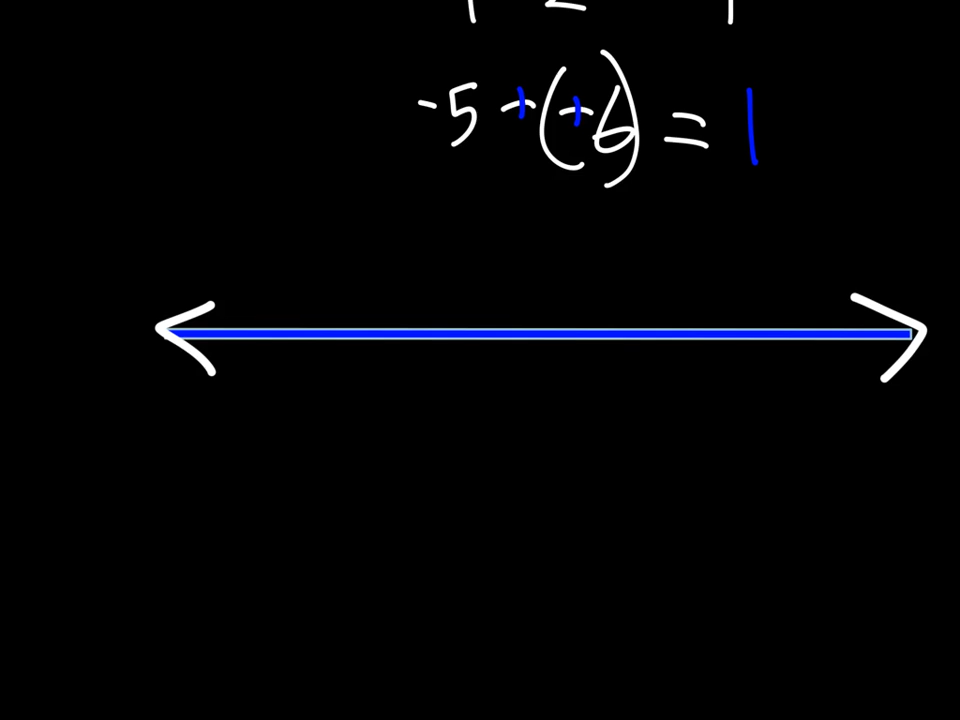 -5 + (+6) = 1